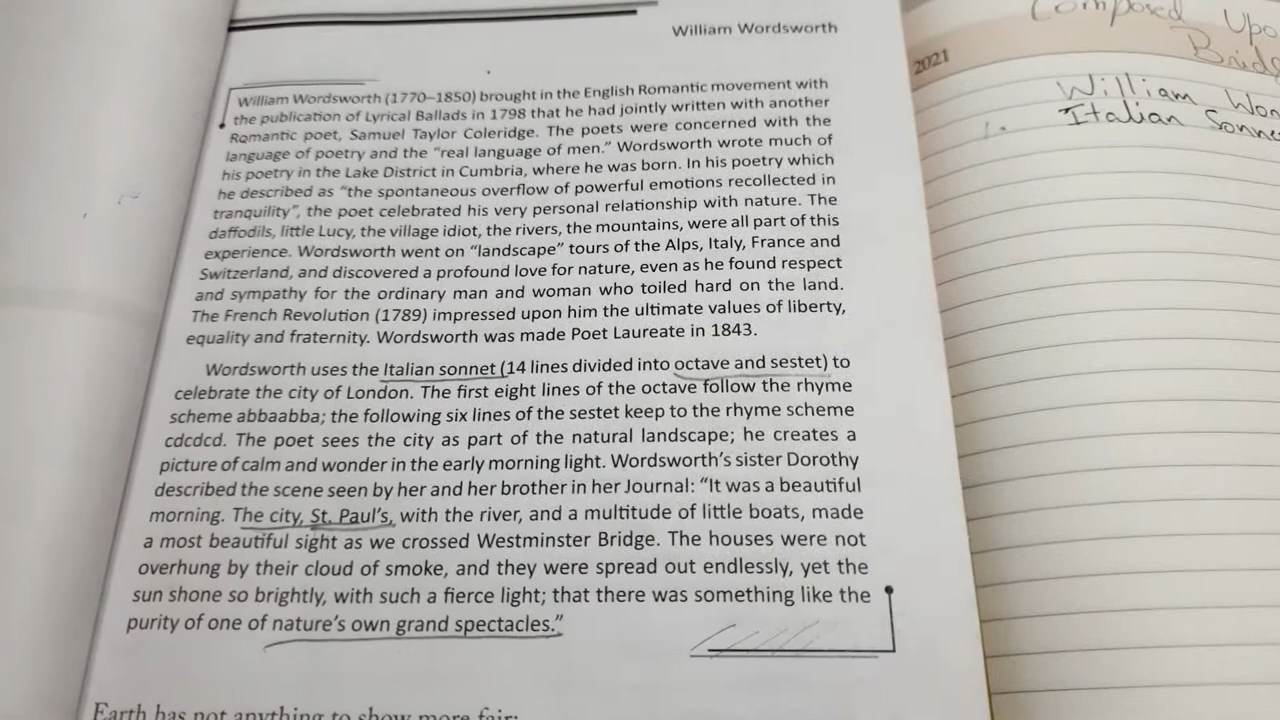 William Wordsworth
William Wordsworth (1770–1850) brought in the English Romantic movement with
the publication of Lyrical Ballads in 1798 that he had jointly written with another
Romantic poet, Samuel Taylor Coleridge. The poets were concerned with the
language of poetry and the “real language of men.” Wordsworth wrote much of
his poetry in the Lake District in Cumbria, where he was born. In his poetry which
he described as “the spontaneous overflow of powerful emotions recollected in
tranquility”, the poet celebrated his very personal relationship with nature. The
daffodils, little Lucy, the village idiot, the rivers, the mountains, were all part of this
experience. Wordsworth went on “landscape” tours of the Alps, Italy, France and
Switzerland, and discovered a profound love for nature, even as he found respect
and sympathy for the ordinary man and woman who toiled hard on the land.
The French Revolution (1789) impressed upon him the ultimate values of liberty,
equality and fraternity. Wordsworth was made Poet Laureate in 1843.
Wordsworth uses the Italian sonnet (14 lines divided into octave and sestet) to
celebrate the city of London. The first eight lines of the octave follow the rhyme
scheme abbaabba; the following six lines of the sestet keep to the rhyme scheme
cdcdcd. The poet sees the city as part of the natural landscape; he creates a
picture of calm and wonder in the early morning light. Wordsworth’s sister Dorothy
described the scene seen by her and her brother in her Journal: “It was a beautiful
morning. The city, St. Paul’s, with the river, and a multitude of little boats, made
a most beautiful sight as we crossed Westminster Bridge. The houses were not
overhung by their cloud of smoke, and they were spread out endlessly, yet the
sun shone so brightly, with such a fierce light; that there was something like the
purity of one of nature’s own grand spectacles.”
Earth has not anything to show more fair:
Composed Upo
Bridg
2021
William Wor
1. Italian Sonne